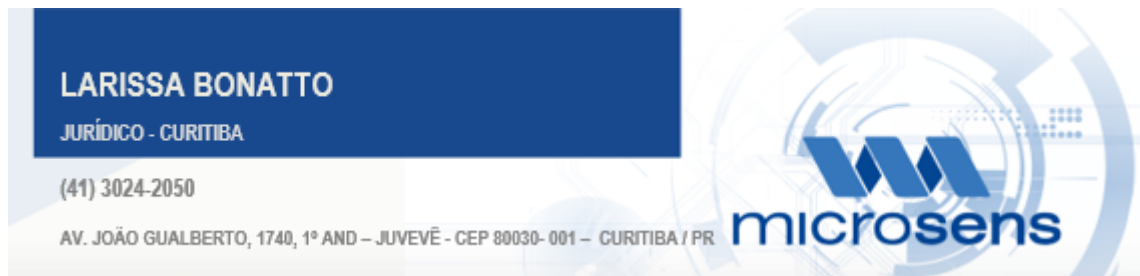 LARISSA BONATTO
JURÍDICO - CURITIBA
(41) 3024-2050
AV. JOÃO GUALBERTO, 1740, 1º AND – JUVEVÊ - CEP 80030- 001 – CURITIBA / PR
microsens